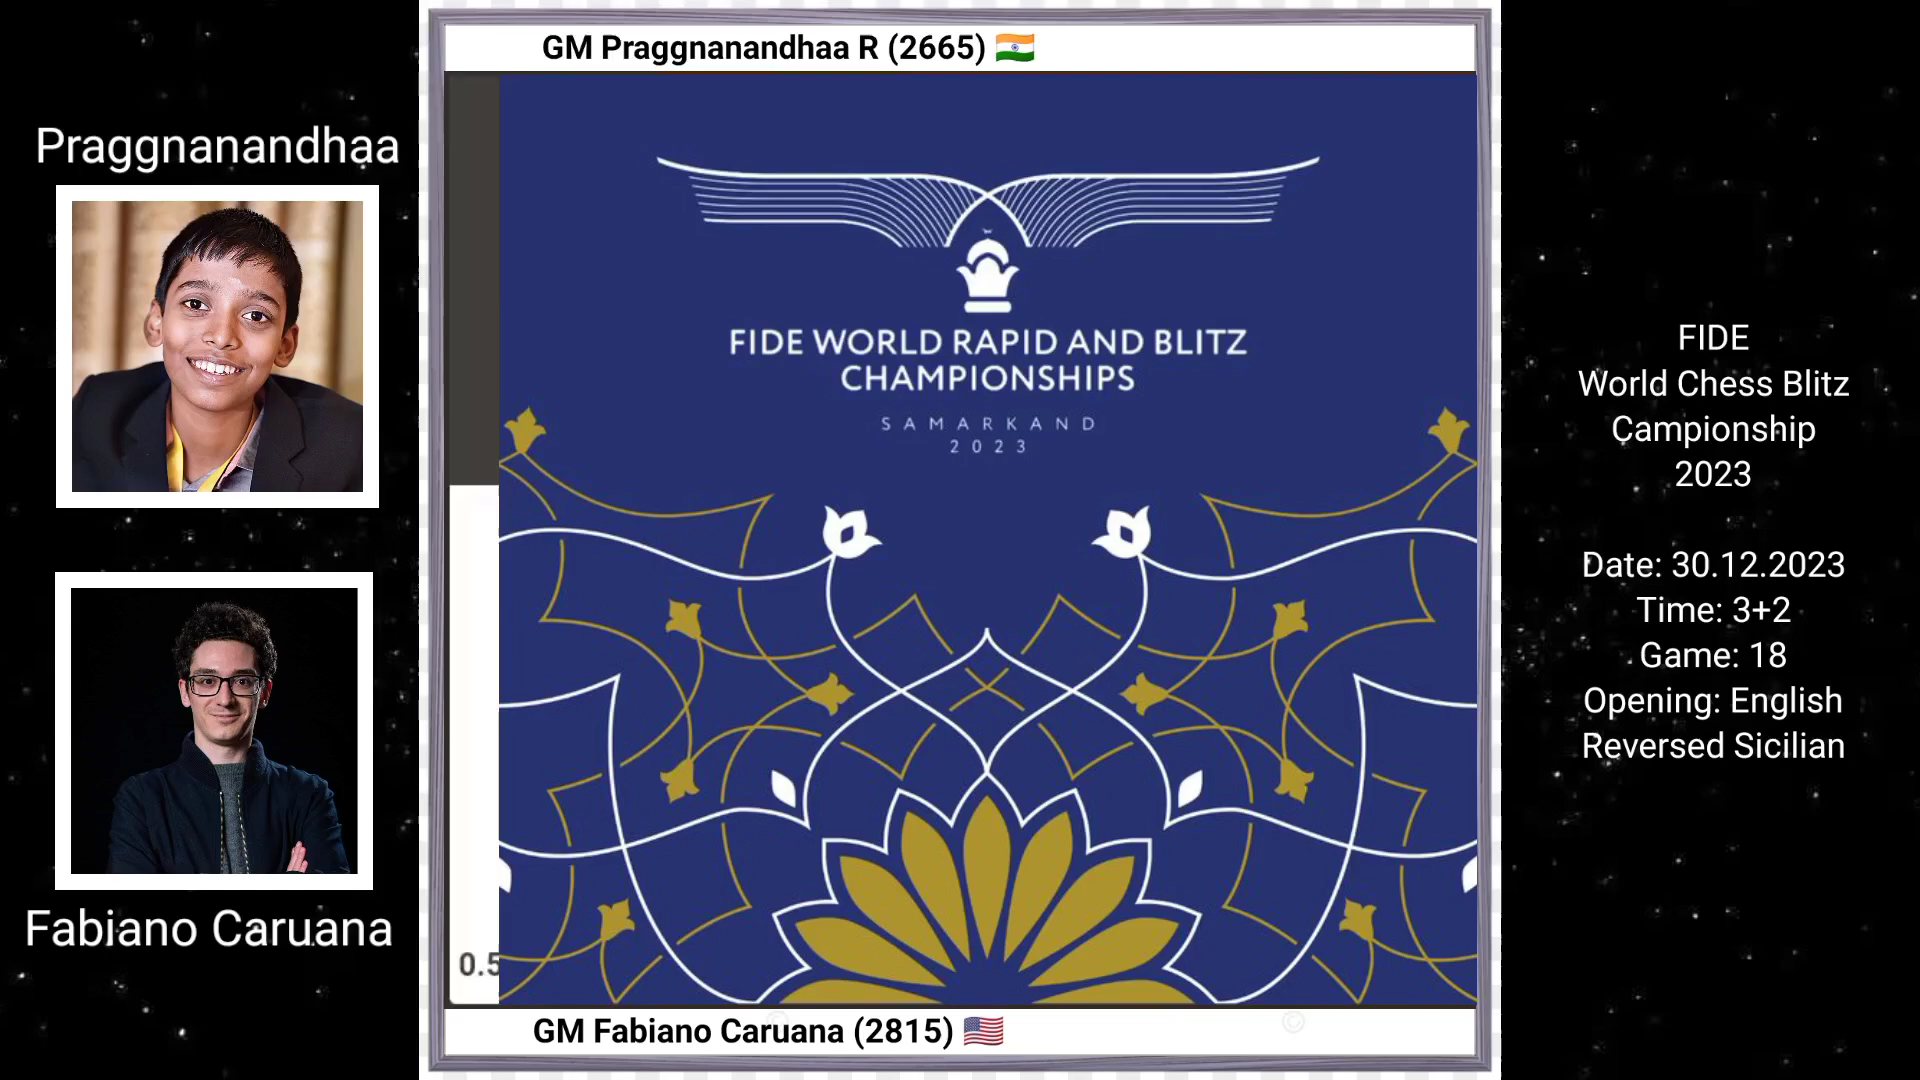 Praggnanandhaa
Fabiano Caruana
GM Praggnanandhaa R (2665)
FIDE WORLD RAPID AND BLITZ
CHAMPIONSHIPS
SAMARKAND
2023
0.5
GM Fabiano Caruana (2815)
FIDE
World Chess Blitz
Campionship
2023
Date: 30.12.2023
Time: 3+2
Game: 18
Opening: English
Reversed Sicilian